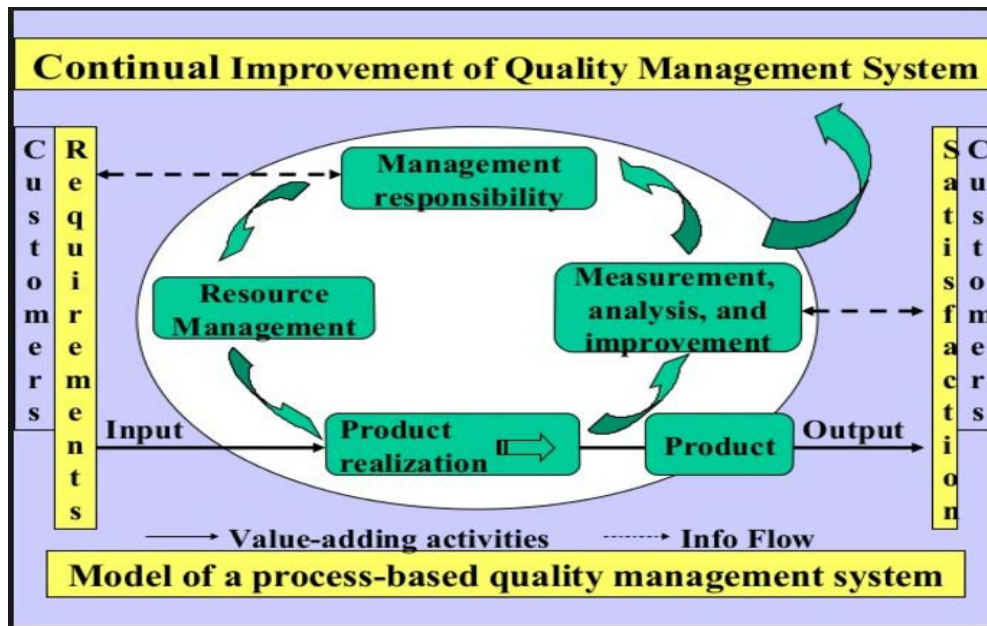 Continual Improvement of Quality Management System
Customers
Requirements
Management
responsibility
Resource
Management
Measurement,
analysis, and
improvement
Satisfaction
Customers
Input
Product
realization
Product
Output
Value-adding activities
Info Flow
Model of a process-based quality management system